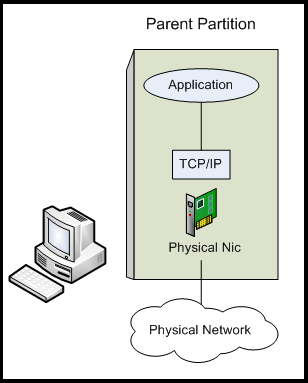 Parent Partition
Application
TCP/IP
Physical Nic
Physical Network